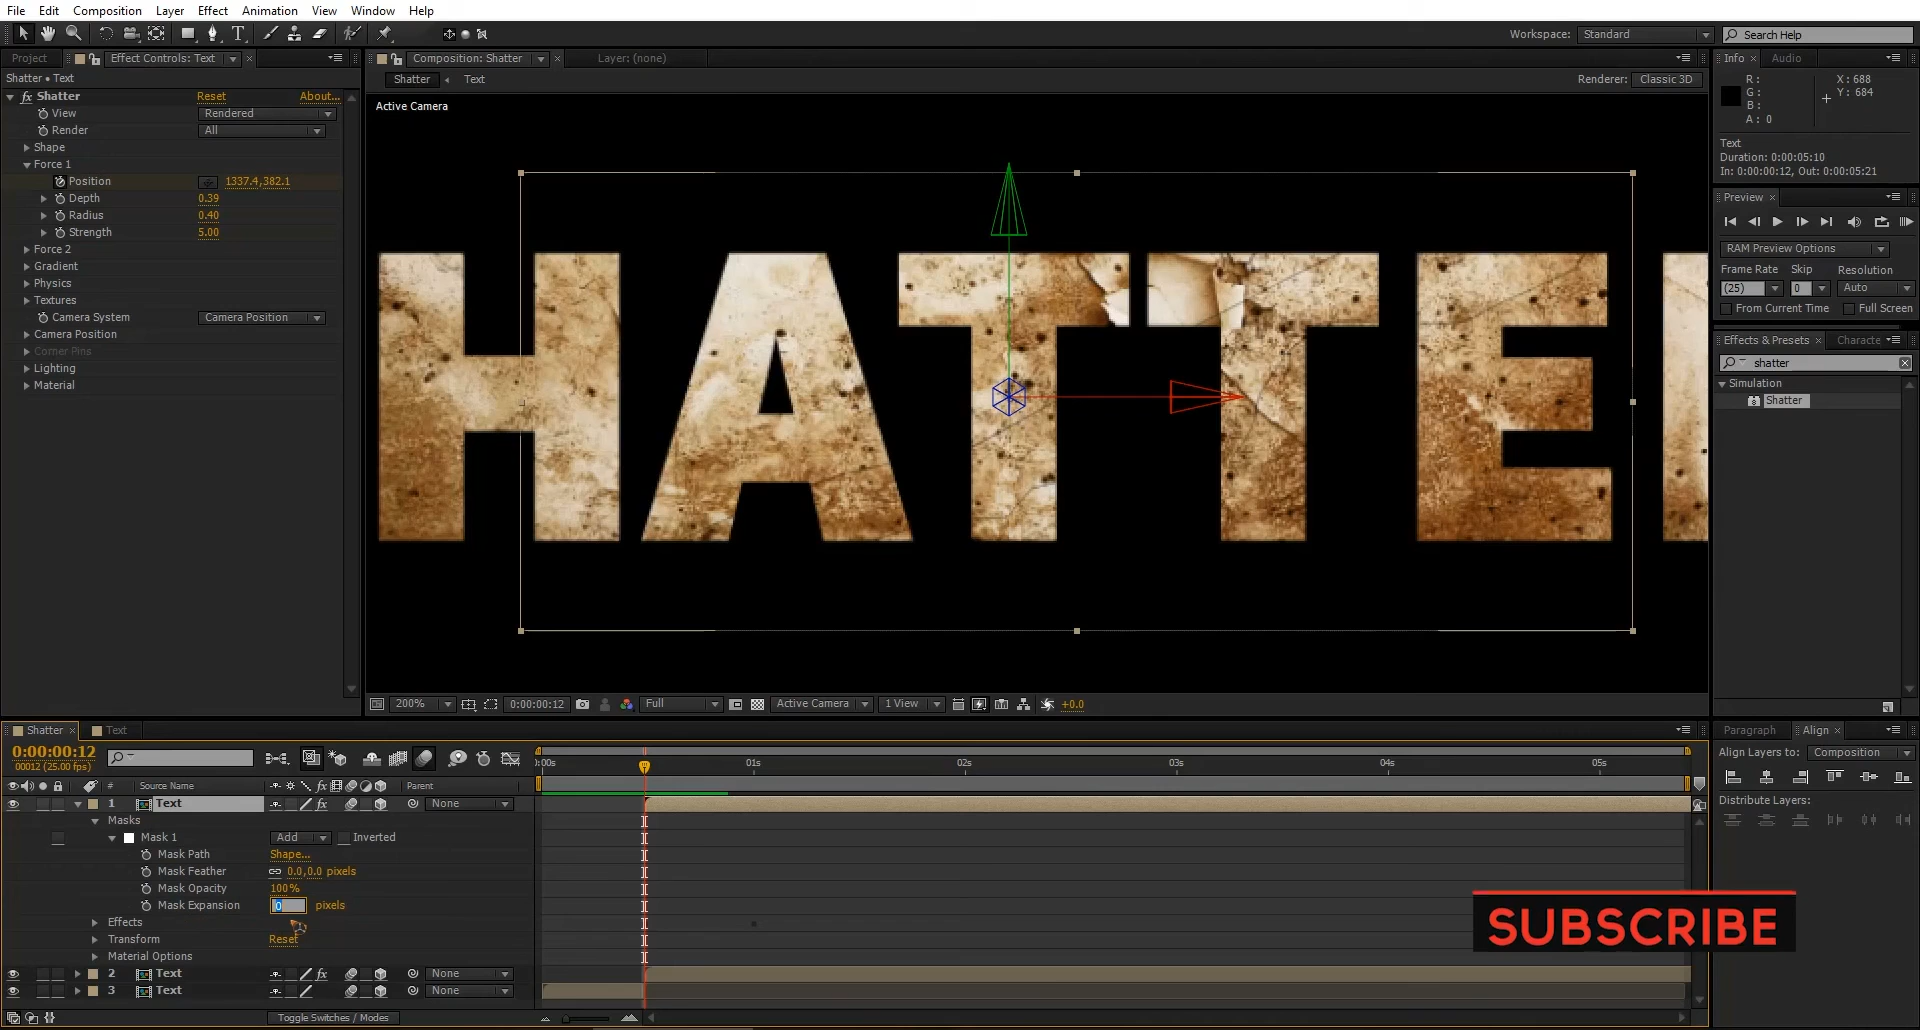 File Edit Composition Layer Effect Animation View Window Help
Workspace: Standard Search Help
Project Effect Controls: Text
Shatter • Text
fx Shatter Reset About...
View Rendered
Render All
Shape
Force 1
Position 1337.4,382.1
Depth 0.39
Radius 0.40
Strength 5.00
Force 2
Gradient
Physics
Textures
Camera System Camera Position
Camera Position
Corner Pins
Lighting
Material
Composition: Shatter Layer: (none)
Shatter Text Renderer: Classic 3D
Active Camera
HATTE
200% 0:00:00:12 Full Active Camera 1 View +0.0
Info Audio
R: X: 688
G: Y: 684
B:
A: 0
Text
Duration: 0:00:05:10
In: 0:00:00:12, Out: 0:00:05:21
Preview
RAM Preview Options
Frame Rate Skip Resolution
(25) 0 Auto
From Current Time Full Screen
Effects & Presets Characte
shatter
Simulation
Shatter
Paragraph Align
Align Layers to: Composition
Distribute Layers:
Shatter Text
0:00:00:12
00012 (25.00 fps)
# Source Name Parent
:00s 01s 02s 03s 04s 05s
1 Text fx None
Masks
Mask 1 Add Inverted
Mask Path Shape...
Mask Feather 0.0,0.0 pixels
Mask Opacity 100%
Mask Expansion 0 pixels
Effects
Transform Reset
Material Options
2 Text fx None
3 Text None
Toggle Switches / Modes
SUBSCRIBE